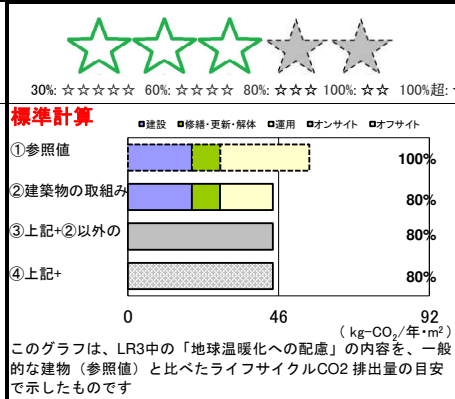 30%: ☆☆☆☆☆ 60%: ☆☆☆☆ 80%: ☆☆☆ 100%: ☆☆ 100%超:
標準計算
■建設 ■修繕・更新・解体 □運用 ■オンサイト □オフサイト
①参照値 100%
②建築物の取組み 80%
③上記+②以外の 80%
④上記+ 80%
0 46 92
( kg-CO₂/年・m²)
このグラフは、LR3中の「地球温暖化への配慮」の内容を、一般
的な建物(参照値)と比べたライフサイクルCO2 排出量の目安
で示したものです